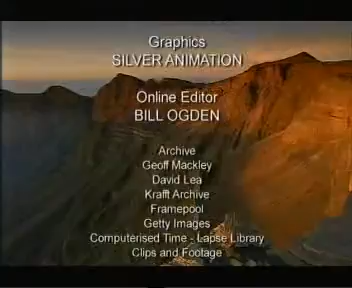 Graphics
SILVER ANIMATION
Online Editor
BILL OGDEN
Archive
Geoff Mackley
David Lea
Krafft Archive
Framepool
Getty Images
Computerised Time - Lapse Library
Clips and Footage